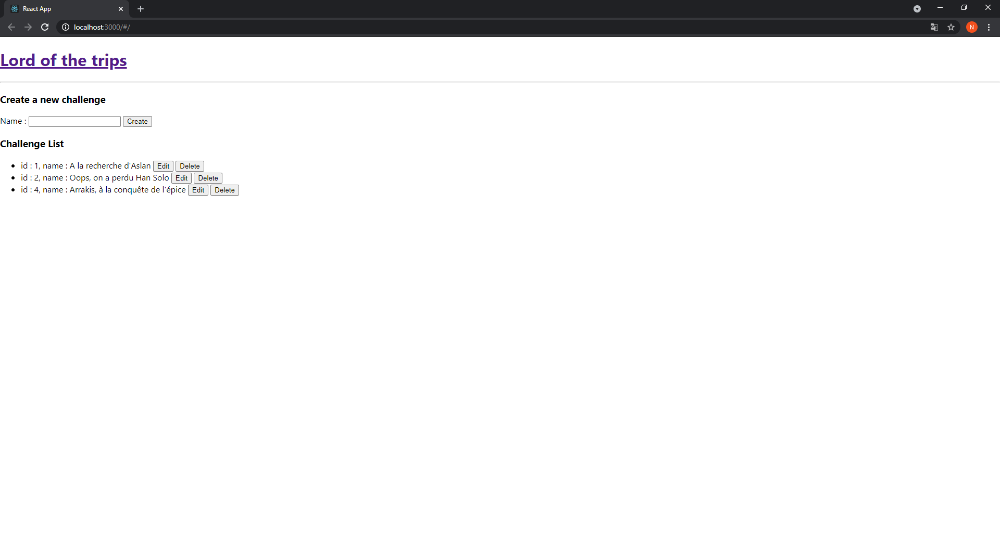 React App
localhost:3000/#/
N
Lord of the trips
Create a new challenge
Name : Create
Challenge List
id : 1, name : A la recherche d'Aslan Edit Delete
id : 2, name : Oops, on a perdu Han Solo Edit Delete
id : 4, name : Arrakis, à la conquête de l'épice Edit Delete